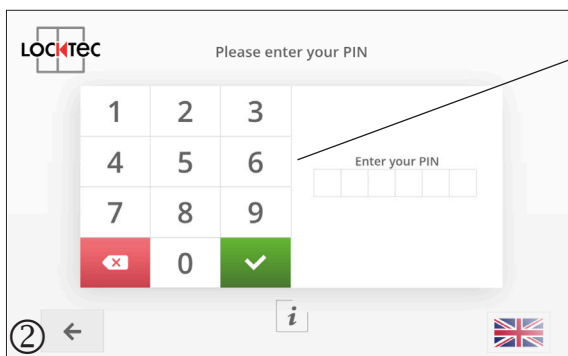 LOCKTEC
Please enter your PIN
1 2 3
4 5 6
Enter your PIN
7 8 9
0
i
②